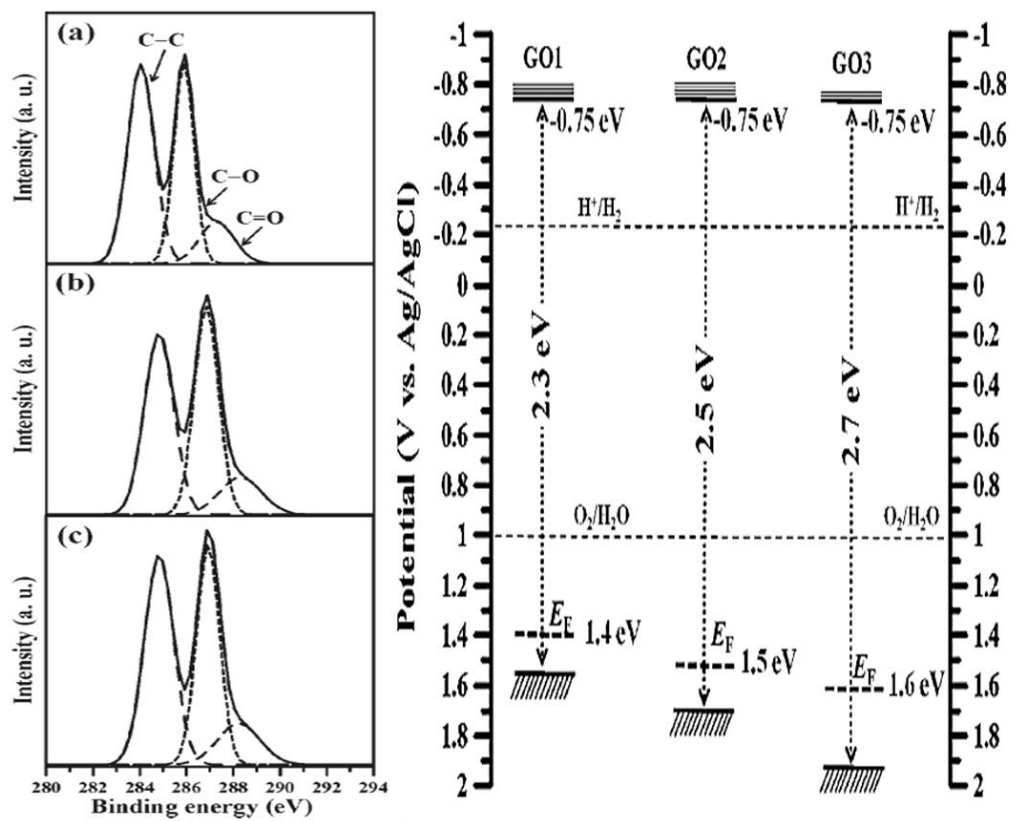 (a)
C–C
C–O
C=O
Intensity (a. u.)
(b)
Intensity (a. u.)
(c)
Intensity (a. u.)
280 282 284 286 288 290 292 294
Binding energy (eV)
Potential (V vs. Ag/AgCl)
-1
-0.8
-0.6
-0.4
-0.2
0
0.2
0.4
0.6
0.8
1
1.2
1.4
1.6
1.8
2
GO1 GO2 GO3
-0.75 eV -0.75 eV -0.75 eV
H⁺/H₂ H⁺/H₂
2.3 eV 2.5 eV 2.7 eV
O₂/H₂O O₂/H₂O
E_F 1.4 eV
E_F 1.5 eV
E_F 1.6 eV
-1
-0.8
-0.6
-0.4
-0.2
0
0.2
0.4
0.6
0.8
1
1.2
1.4
1.6
1.8
2